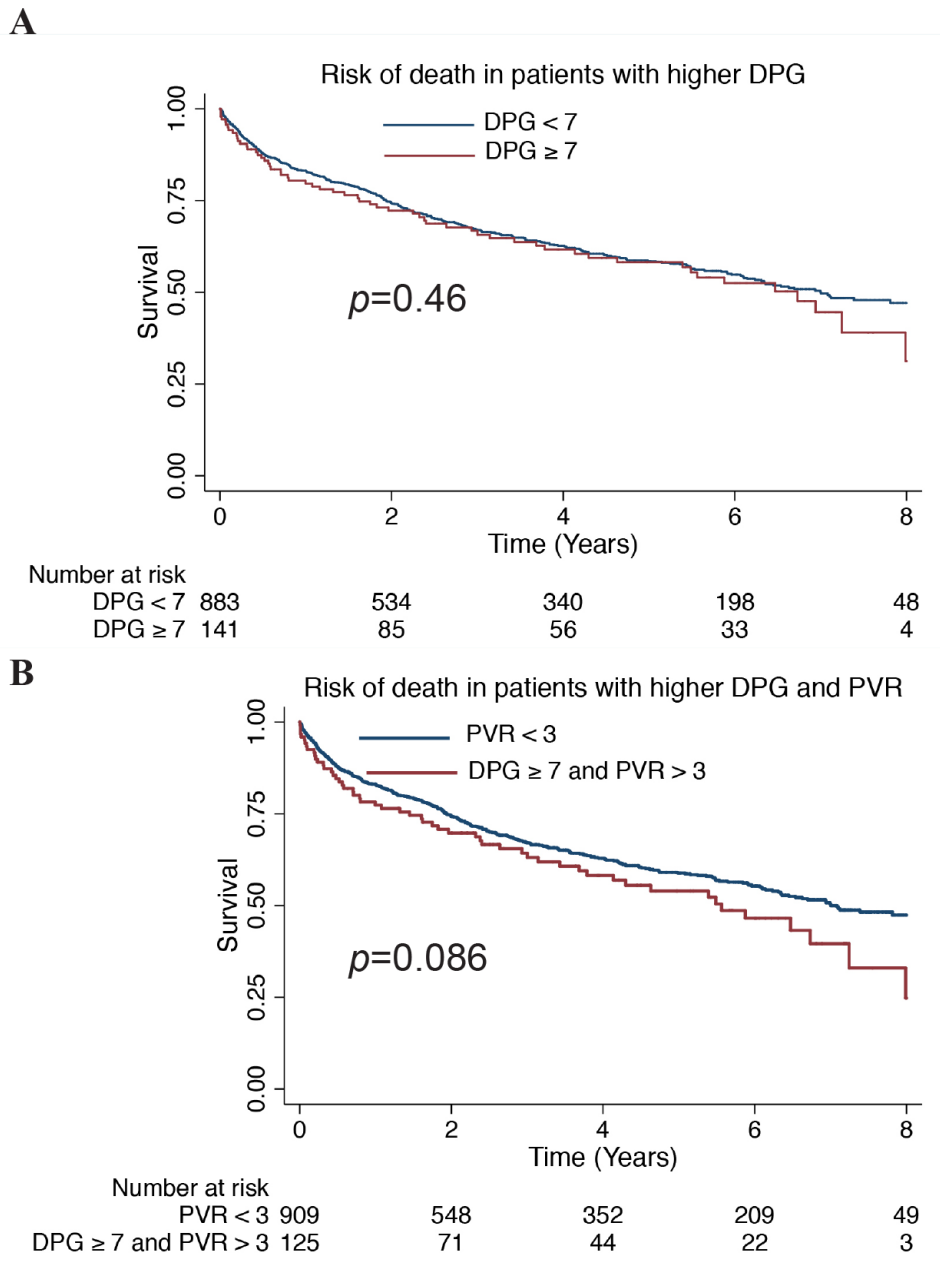 A
Risk of death in patients with higher DPG
DPG < 7
DPG ≥ 7
1.00
0.75
0.50
0.25
0.00
Survival
p=0.46
0 2 4 6 8
Time (Years)
Number at risk
DPG < 7 883 534 340 198 48
DPG ≥ 7 141 85 56 33 4
B
Risk of death in patients with higher DPG and PVR
PVR < 3
DPG ≥ 7 and PVR > 3
1.00
0.75
0.50
0.25
0.00
Survival
p=0.086
0 2 4 6 8
Time (Years)
Number at risk
PVR < 3 909 548 352 209 49
DPG ≥ 7 and PVR > 3 125 71 44 22 3